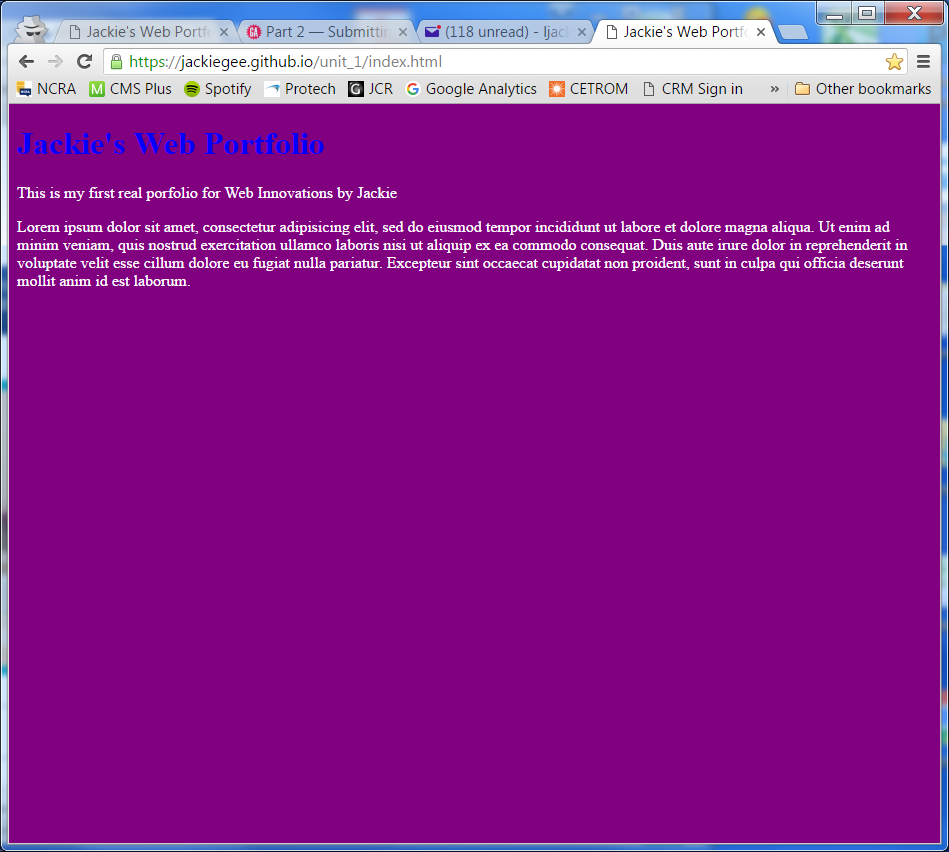 Jackie's Web Portf
Part 2 — Submittin
(118 unread) - ljack
Jackie's Web Portf
https://jackiegee.github.io/unit_1/index.html
NCRA CMS Plus Spotify Protech JCR Google Analytics CETROM CRM Sign in » Other bookmarks
Jackie's Web Portfolio
This is my first real porfolio for Web Innovations by Jackie
Lorem ipsum dolor sit amet, consectetur adipisicing elit, sed do eiusmod tempor incididunt ut labore et dolore magna aliqua. Ut enim ad
minim veniam, quis nostrud exercitation ullamco laboris nisi ut aliquip ex ea commodo consequat. Duis aute irure dolor in reprehenderit in
voluptate velit esse cillum dolore eu fugiat nulla pariatur. Excepteur sint occaecat cupidatat non proident, sunt in culpa qui officia deserunt
mollit anim id est laborum.